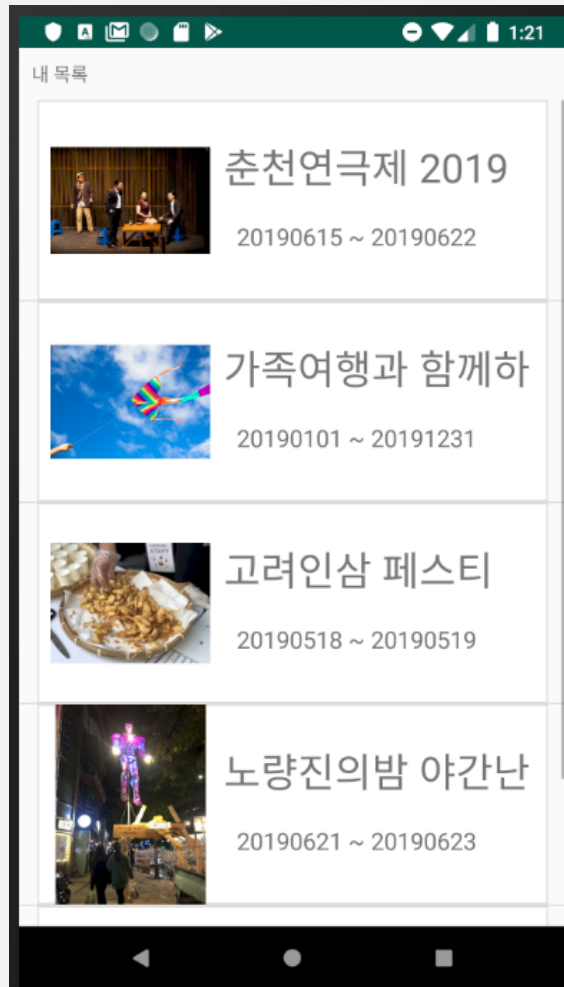 1:21
내 목록
춘천연극제 2019
20190615 ~ 20190622
가족여행과 함께하
20190101 ~ 20191231
고려인삼 페스티
20190518 ~ 20190519
노량진의밤 야간난
20190621 ~ 20190623